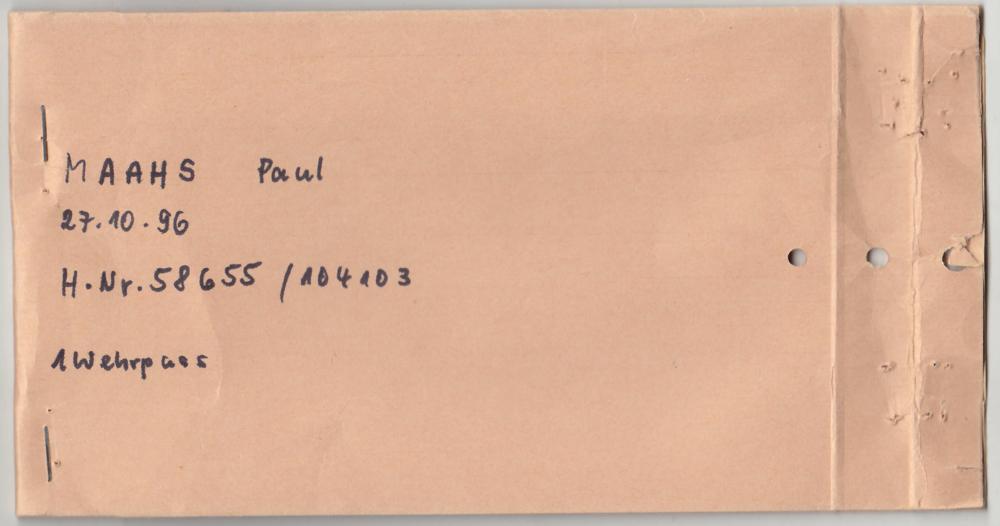 MAAHS Paul
27.10.96
H.Nr.58655 /104103
1 Wehrpass